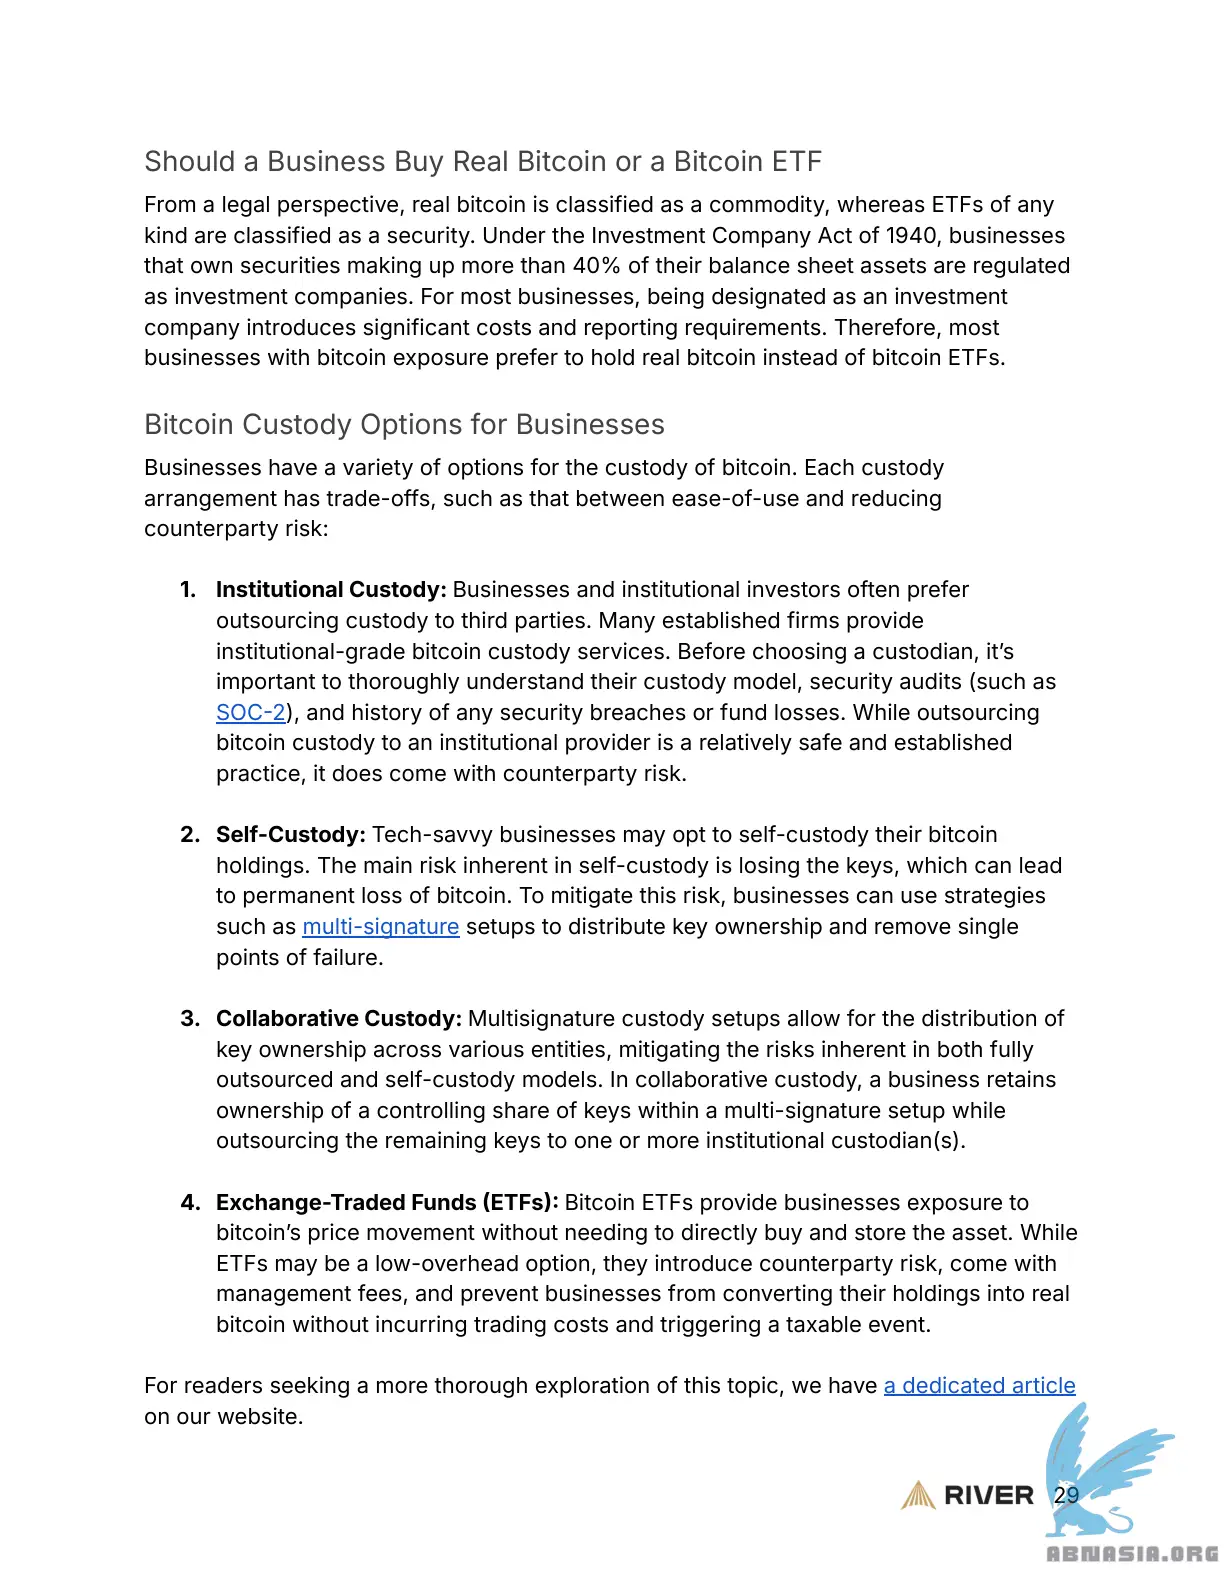 Should a Business Buy Real Bitcoin or a Bitcoin ETF
From a legal perspective, real bitcoin is classified as a commodity, whereas ETFs of any
kind are classified as a security. Under the Investment Company Act of 1940, businesses
that own securities making up more than 40% of their balance sheet assets are regulated
as investment companies. For most businesses, being designated as an investment
company introduces significant costs and reporting requirements. Therefore, most
businesses with bitcoin exposure prefer to hold real bitcoin instead of bitcoin ETFs.
Bitcoin Custody Options for Businesses
Businesses have a variety of options for the custody of bitcoin. Each custody
arrangement has trade-offs, such as that between ease-of-use and reducing
counterparty risk:
1. Institutional Custody: Businesses and institutional investors often prefer
outsourcing custody to third parties. Many established firms provide
institutional-grade bitcoin custody services. Before choosing a custodian, it’s
important to thoroughly understand their custody model, security audits (such as
SOC-2), and history of any security breaches or fund losses. While outsourcing
bitcoin custody to an institutional provider is a relatively safe and established
practice, it does come with counterparty risk.
2. Self-Custody: Tech-savvy businesses may opt to self-custody their bitcoin
holdings. The main risk inherent in self-custody is losing the keys, which can lead
to permanent loss of bitcoin. To mitigate this risk, businesses can use strategies
such as multi-signature setups to distribute key ownership and remove single
points of failure.
3. Collaborative Custody: Multisignature custody setups allow for the distribution of
key ownership across various entities, mitigating the risks inherent in both fully
outsourced and self-custody models. In collaborative custody, a business retains
ownership of a controlling share of keys within a multi-signature setup while
outsourcing the remaining keys to one or more institutional custodian(s).
4. Exchange-Traded Funds (ETFs): Bitcoin ETFs provide businesses exposure to
bitcoin’s price movement without needing to directly buy and store the asset. While
ETFs may be a low-overhead option, they introduce counterparty risk, come with
management fees, and prevent businesses from converting their holdings into real
bitcoin without incurring trading costs and triggering a taxable event.
For readers seeking a more thorough exploration of this topic, we have a dedicated article
on our website.
RIVER 29
ABNASIA.ORG